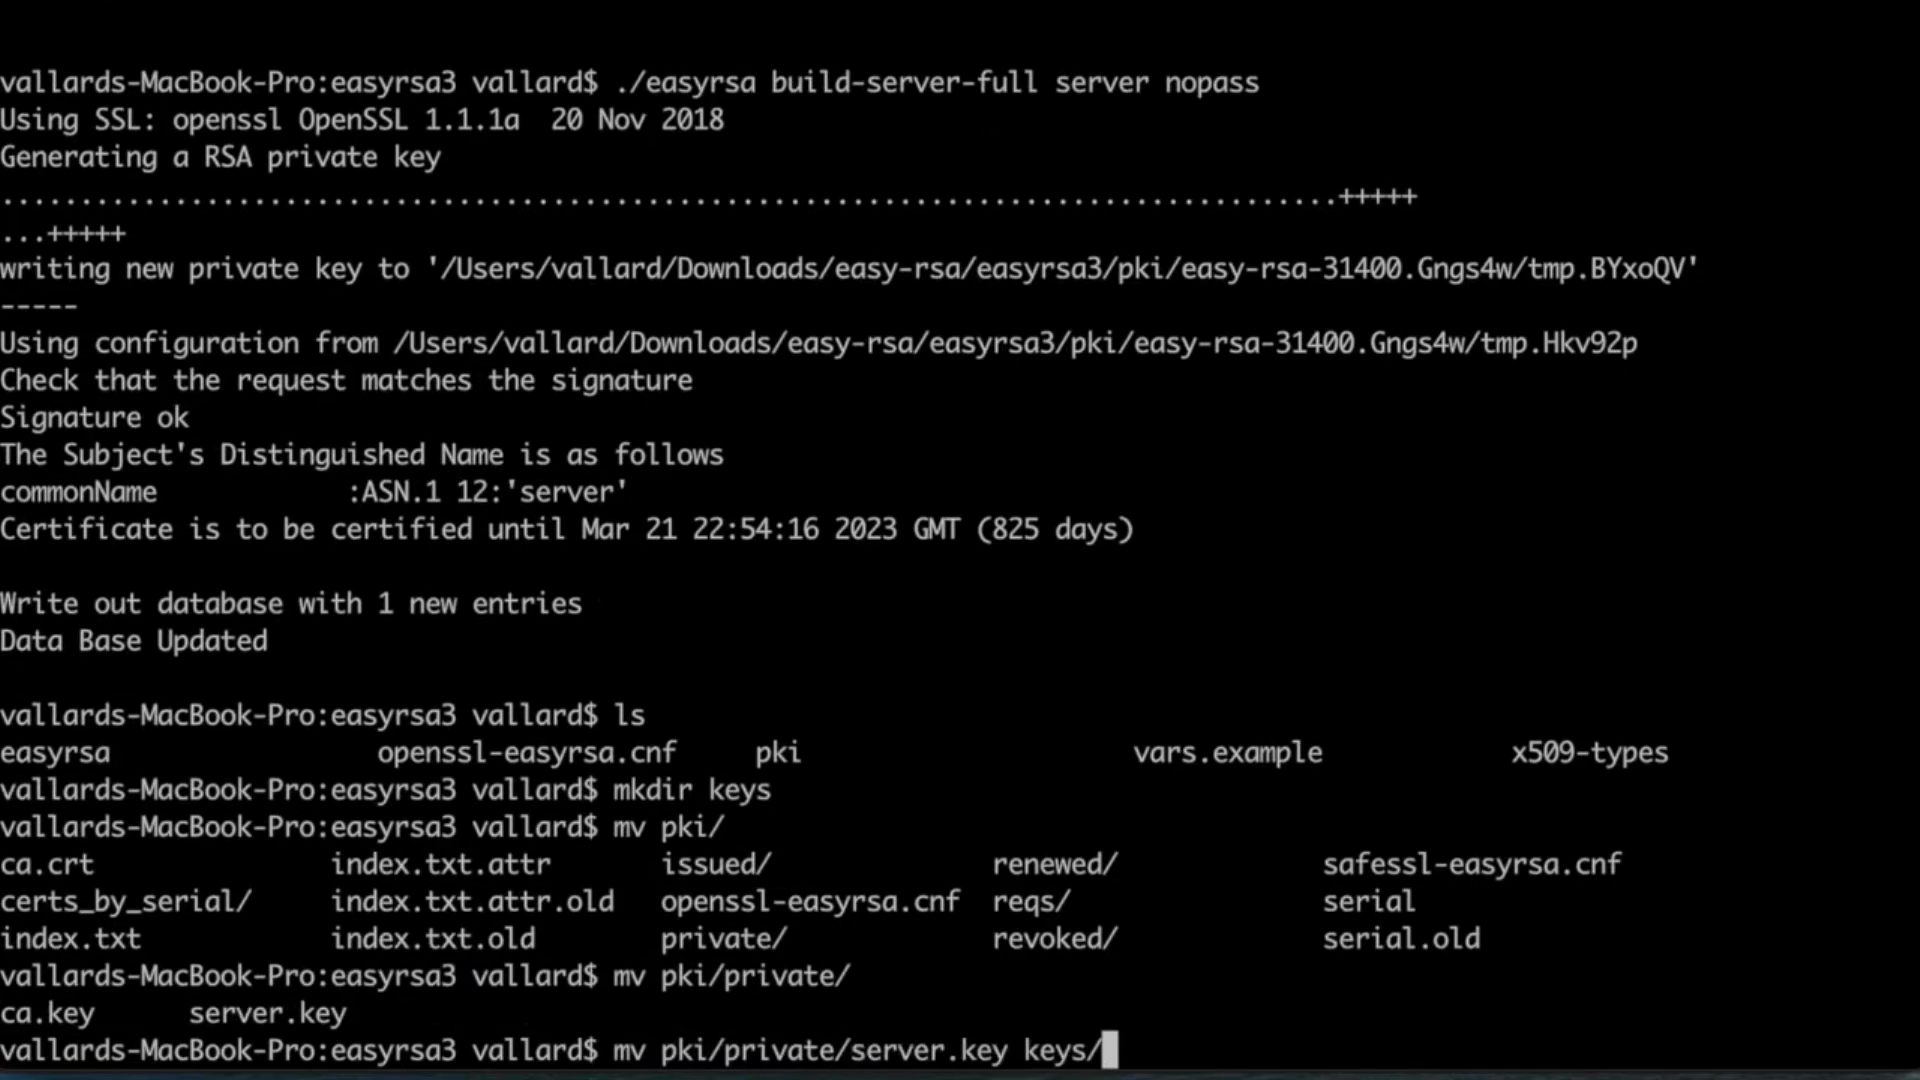 vallards-MacBook-Pro:easyrsa3 vallard$ ./easyrsa build-server-full server nopass
Using SSL: openssl OpenSSL 1.1.1a  20 Nov 2018
Generating a RSA private key
.....................................................................................+++++
...+++++
writing new private key to '/Users/vallard/Downloads/easy-rsa/easyrsa3/pki/easy-rsa-31400.Gngs4w/tmp.BYxoQV'
-----
Using configuration from /Users/vallard/Downloads/easy-rsa/easyrsa3/pki/easy-rsa-31400.Gngs4w/tmp.Hkv92p
Check that the request matches the signature
Signature ok
The Subject's Distinguished Name is as follows
commonName            :ASN.1 12:'server'
Certificate is to be certified until Mar 21 22:54:16 2023 GMT (825 days)
Write out database with 1 new entries
Data Base Updated
vallards-MacBook-Pro:easyrsa3 vallard$ ls
easyrsa                 openssl-easyrsa.cnf     pki                     vars.example            x509-types
vallards-MacBook-Pro:easyrsa3 vallard$ mkdir keys
vallards-MacBook-Pro:easyrsa3 vallard$ mv pki/
ca.crt               index.txt.attr       issued/              renewed/             safessl-easyrsa.cnf
certs_by_serial/     index.txt.attr.old   openssl-easyrsa.cnf  reqs/                serial
index.txt            index.txt.old        private/             revoked/             serial.old
vallards-MacBook-Pro:easyrsa3 vallard$ mv pki/private/
ca.key      server.key
vallards-MacBook-Pro:easyrsa3 vallard$ mv pki/private/server.key keys/